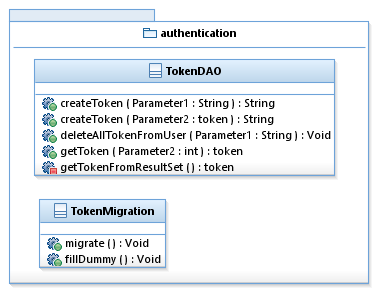 authentication
TokenDAO
createToken ( Parameter1 : String ) : String
createToken ( Parameter2 : token ) : String
deleteAllTokenFromUser ( Parameter1 : String ) : Void
getToken ( Parameter2 : int ) : token
getTokenFromResultSet ( ) : token
TokenMigration
migrate ( ) : Void
fillDummy ( ) : Void